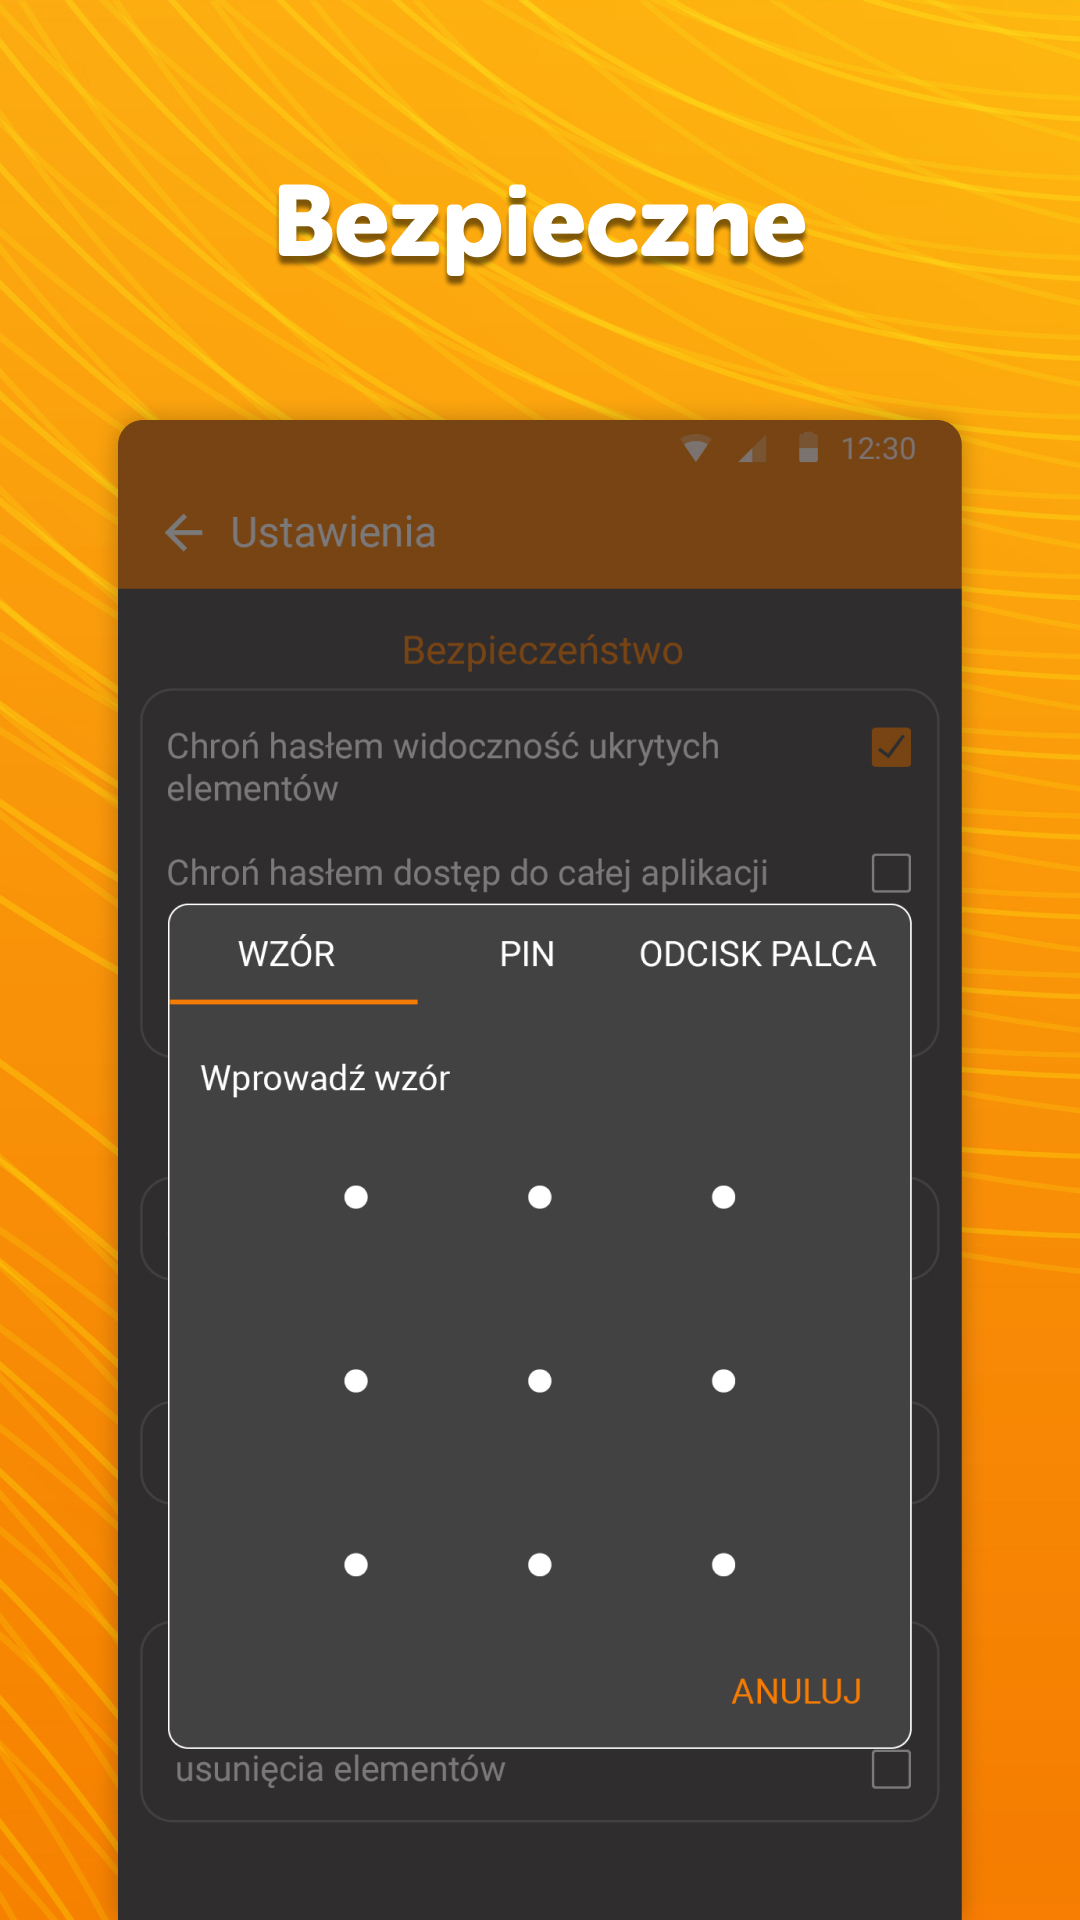 Bezpieczne
12:30
Ustawienia
Bezpieczeństwo
Chroń hasłem widoczność ukrytych
elementów
Chroń hasłem dostęp do całej aplikacji
WZÓR PIN ODCISK PALCA
Wprowadź wzór
ANULUJ
usunięcia elementów